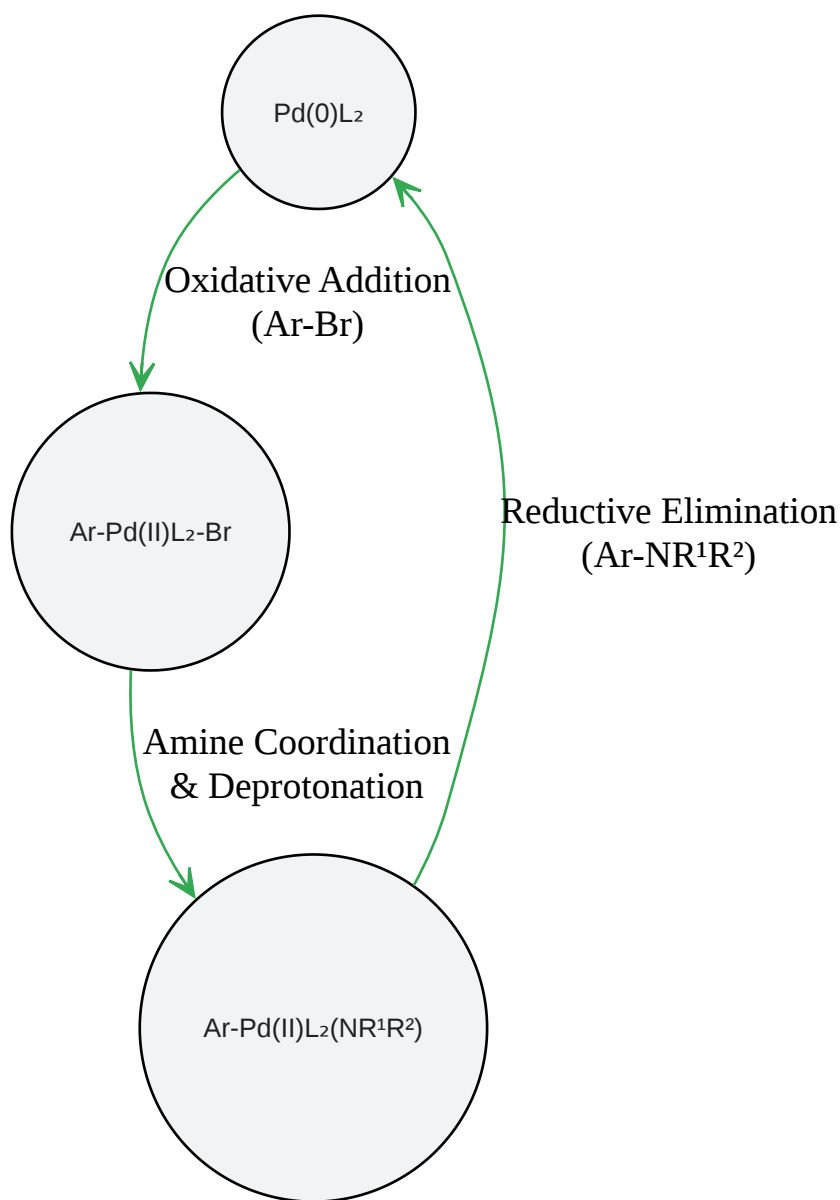 Pd(0)L₂
Oxidative Addition
(Ar-Br)
Ar-Pd(II)L₂-Br
Reductive Elimination
(Ar-NR¹R²)
Amine Coordination
& Deprotonation
Ar-Pd(II)L₂(NR¹R²)